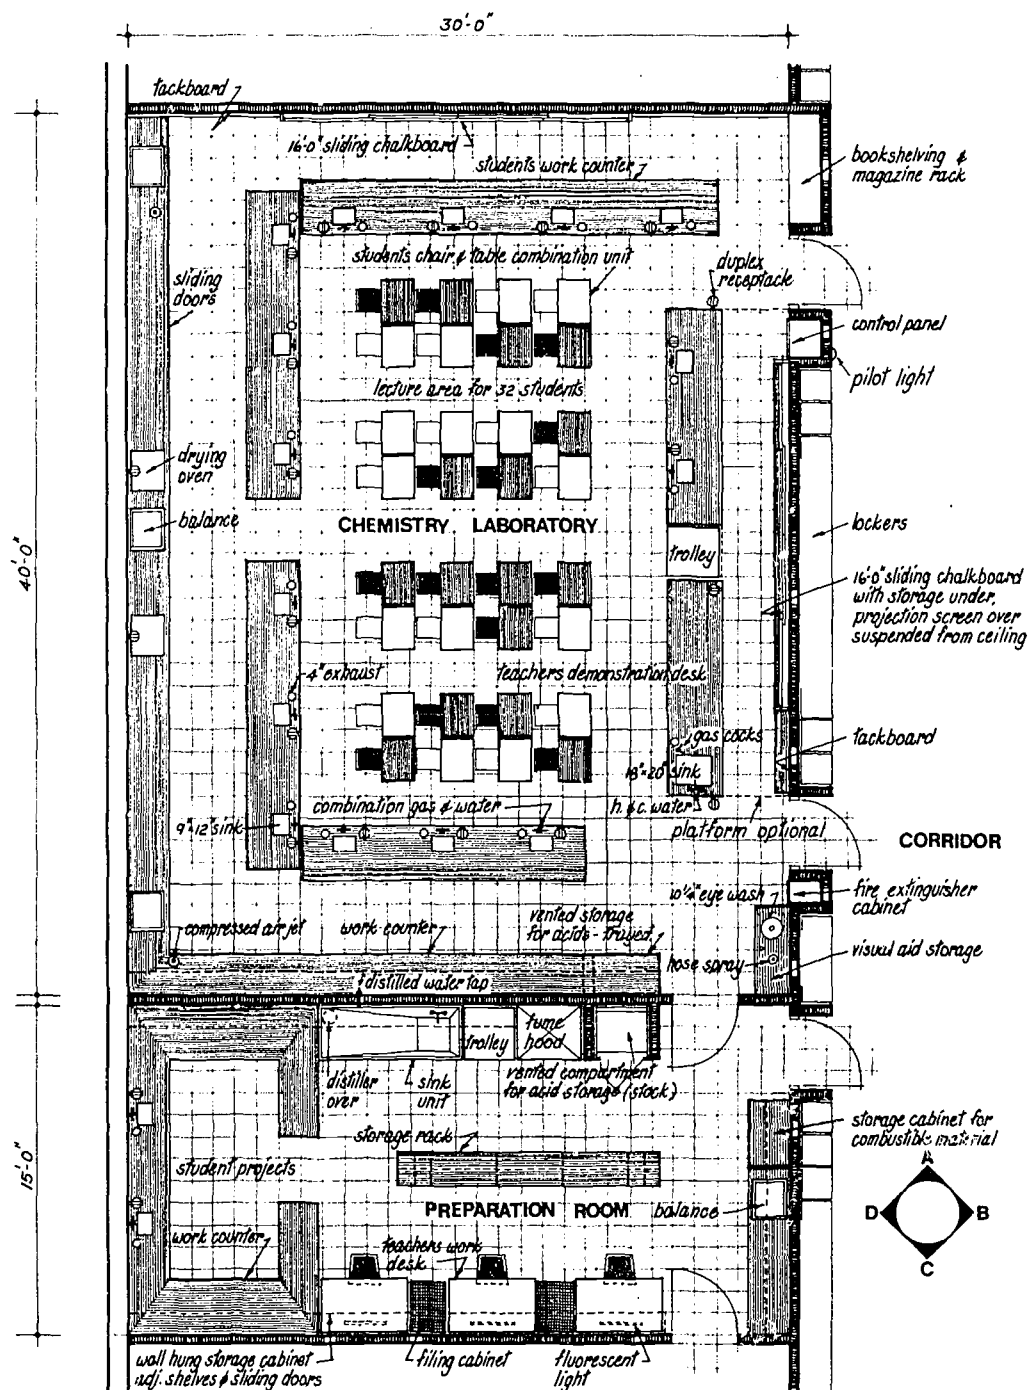 30'-0"
tackboard
16'-0" sliding chalkboard
students work counter
bookshelving &
magazine rack
students chair & table combination unit
duplex
receptack
sliding
doors
control panel
pilot light
lecture area for 32 students
drying
oven
balance
CHEMISTRY LABORATORY
lockers
trolley
40'-0"
16'-0" sliding chalkboard
with storage under,
projection screen over
suspended from ceiling
4" exhaust
teachers demonstration desk
gas cocks
tackboard
18"×20" sink
combination gas & water
h. & c. water
9"×12" sink
platform optional
CORRIDOR
10¼" eye wash
fire extinguisher
cabinet
compressed air jet
work counter
vented storage
for acids - trayed
hose spray
visual aid storage
distilled water tap
trolley
fume
hood
distiller
over
sink
unit
vented compartment
for acid storage (stock)
storage cabinet for
combustible material
storage rack
15'-0"
student projects
A
PREPARATION ROOM
balance
D
B
work counter
teachers work
desk
C
wall hung storage cabinet
adj. shelves & sliding doors
filing cabinet
fluorescent
light